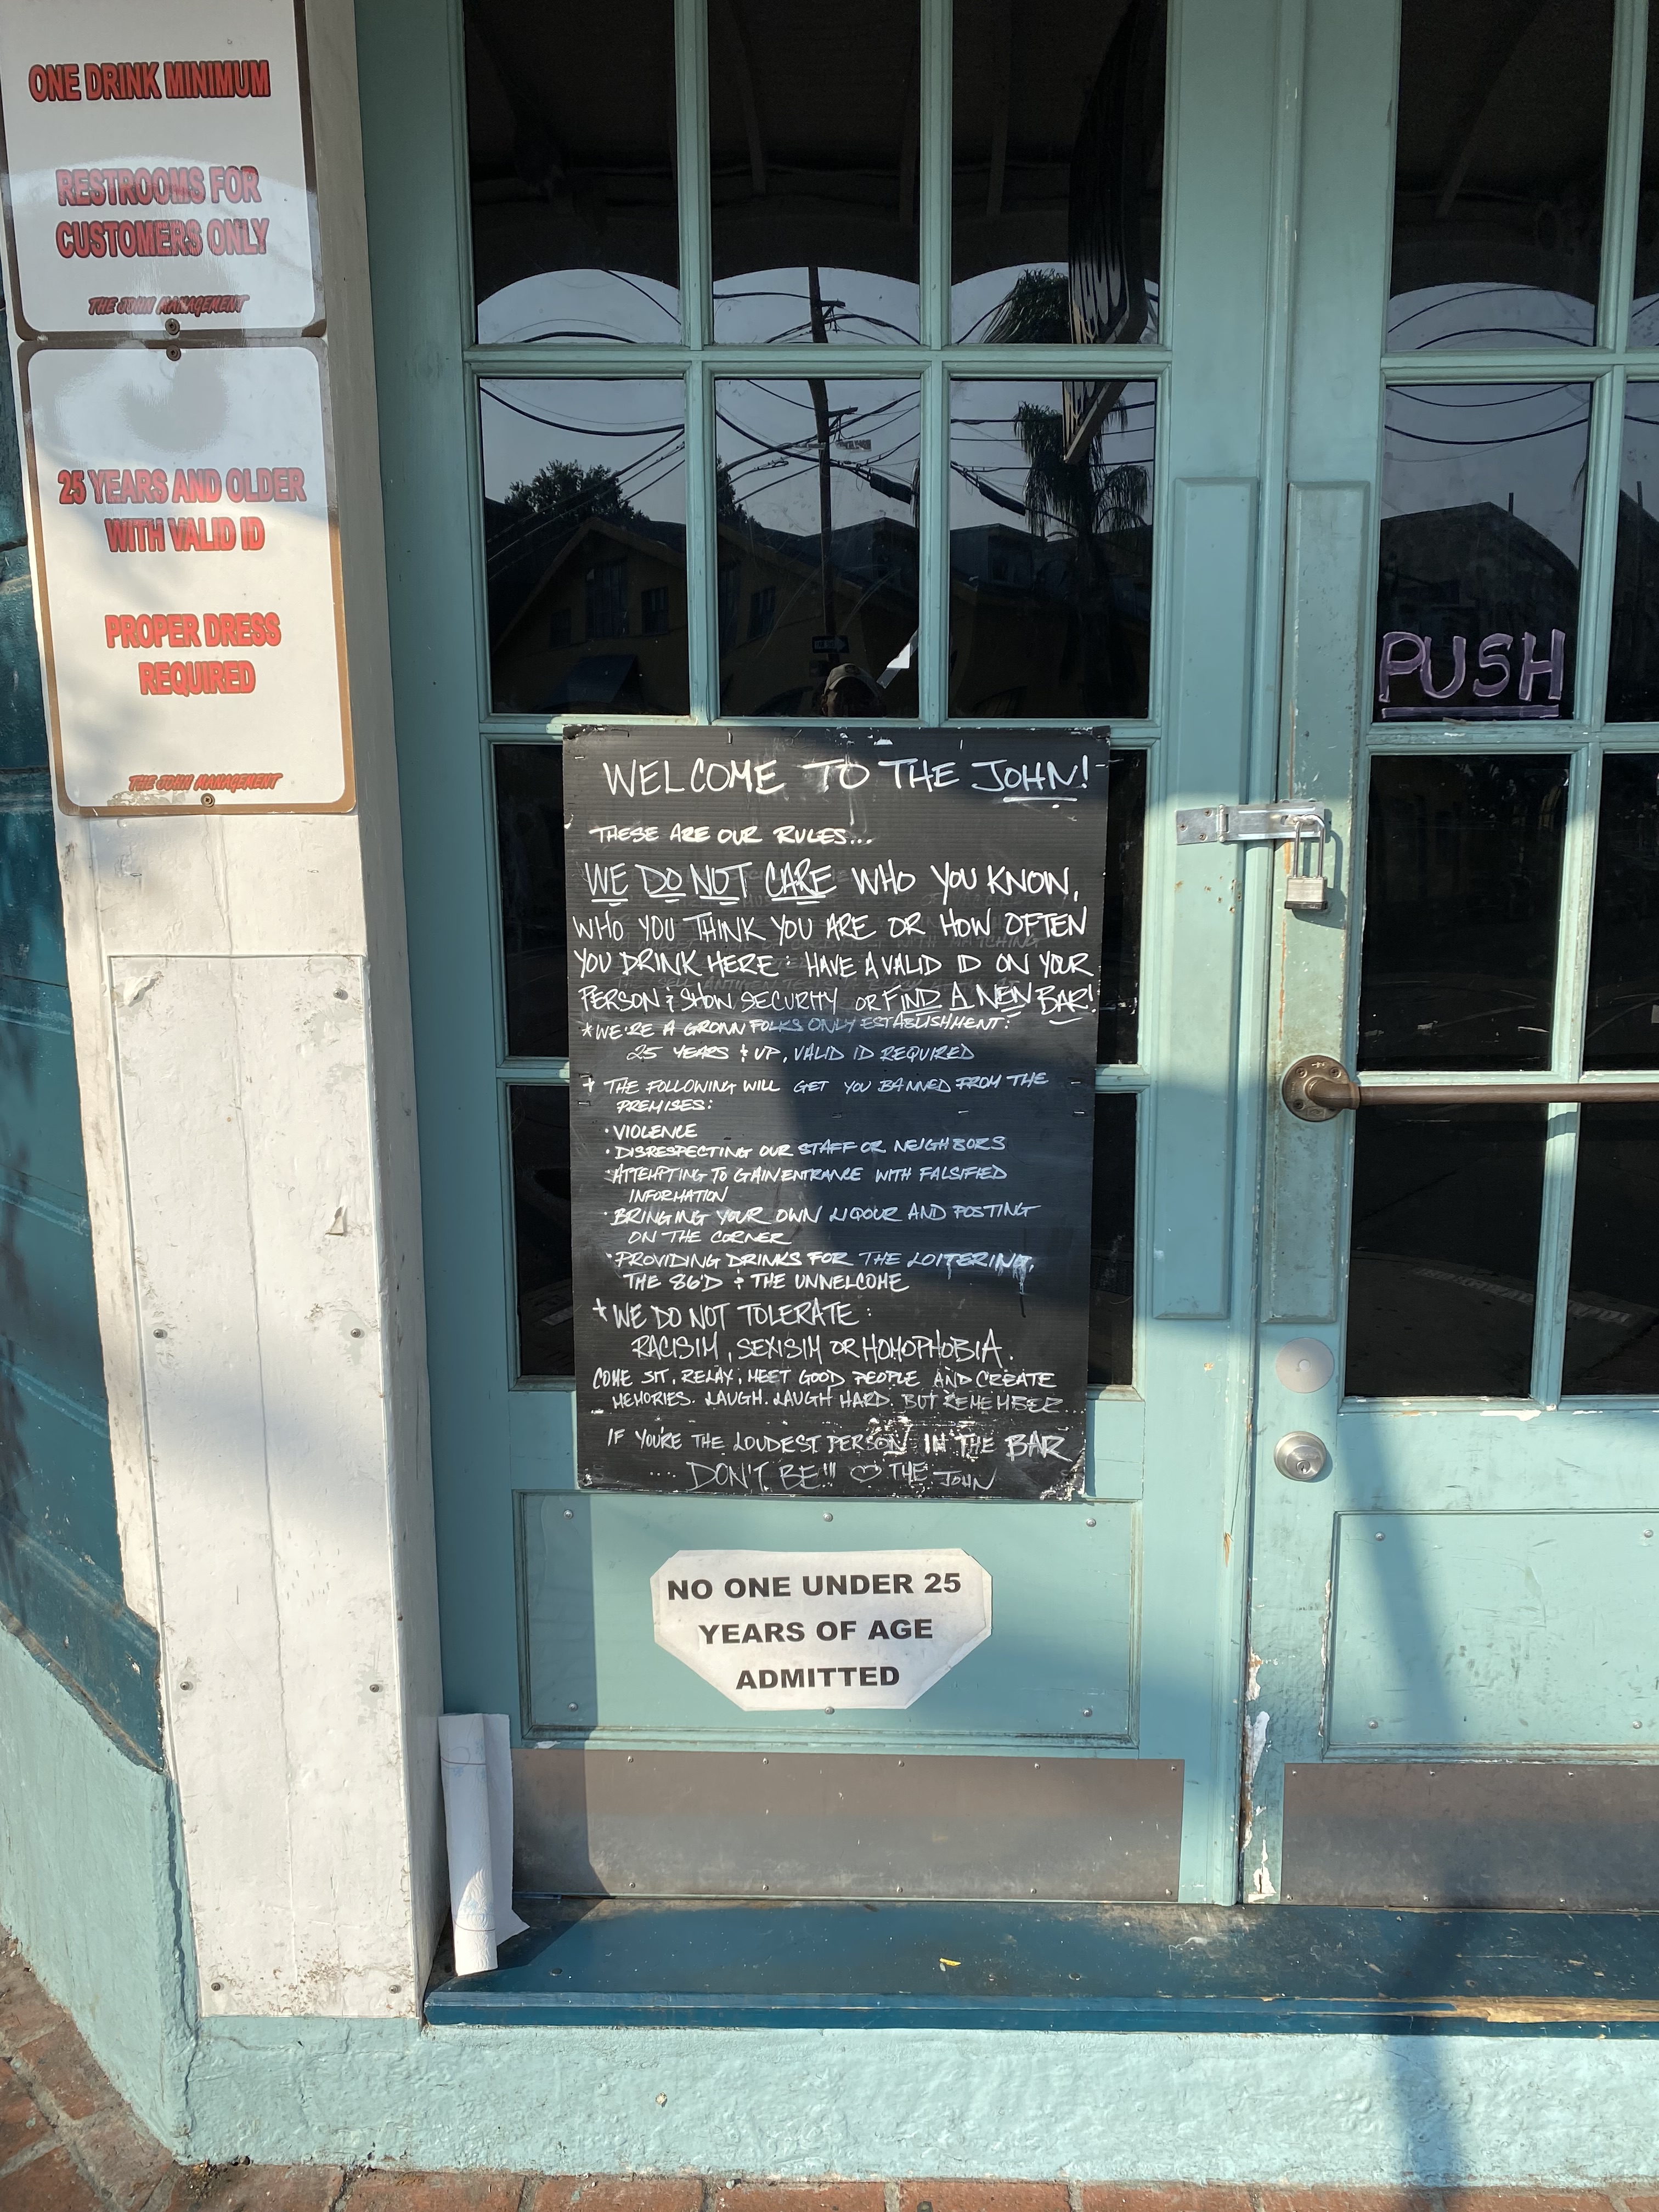 ONE DRINK MINIMUM
RESTROOMS FOR
CUSTOMERS ONLY
THE JOHN MANAGEMENT
25 YEARS AND OLDER
WITH VALID ID
PROPER DRESS
REQUIRED
THE JOHN MANAGEMENT
WELCOME TO THE JOHN!
THESE ARE OUR RULES...
WE DO NOT CARE WHO YOU KNOW,
WHO YOU THINK YOU ARE OR HOW OFTEN
YOU DRINK HERE: HAVE A VALID ID ON YOUR
PERSON & SHOW SECURITY OR FIND A NEW BAR!
*WE'RE A GROWN FOLKS ONLY ESTABLISHMENT:
25 YEARS & UP, VALID ID REQUIRED
* THE FOLLOWING WILL GET YOU BANNED FROM THE
PREMISES:
• VIOLENCE
• DISRESPECTING OUR STAFF OR NEIGHBORS
• ATTEMPTING TO GAIN ENTRANCE WITH FALSIFIED
INFORMATION
• BRINGING YOUR OWN LIQOUR AND POSTING
ON THE CORNER
• PROVIDING DRINKS FOR THE LOITERING,
THE 86'D & THE UNWELCOME
* WE DO NOT TOLERATE:
RACISIM, SEXISIM OR HOMOPHOBIA.
COME SIT, RELAX, MEET GOOD PEOPLE AND CREATE
MEMORIES. LAUGH. LAUGH HARD. BUT REMEMBER...
IF YOU'RE THE LOUDEST PERSON IN THE BAR
.... DON'T BE!!! ♡ THE JOHN
PUSH
NO ONE UNDER 25
YEARS OF AGE
ADMITTED